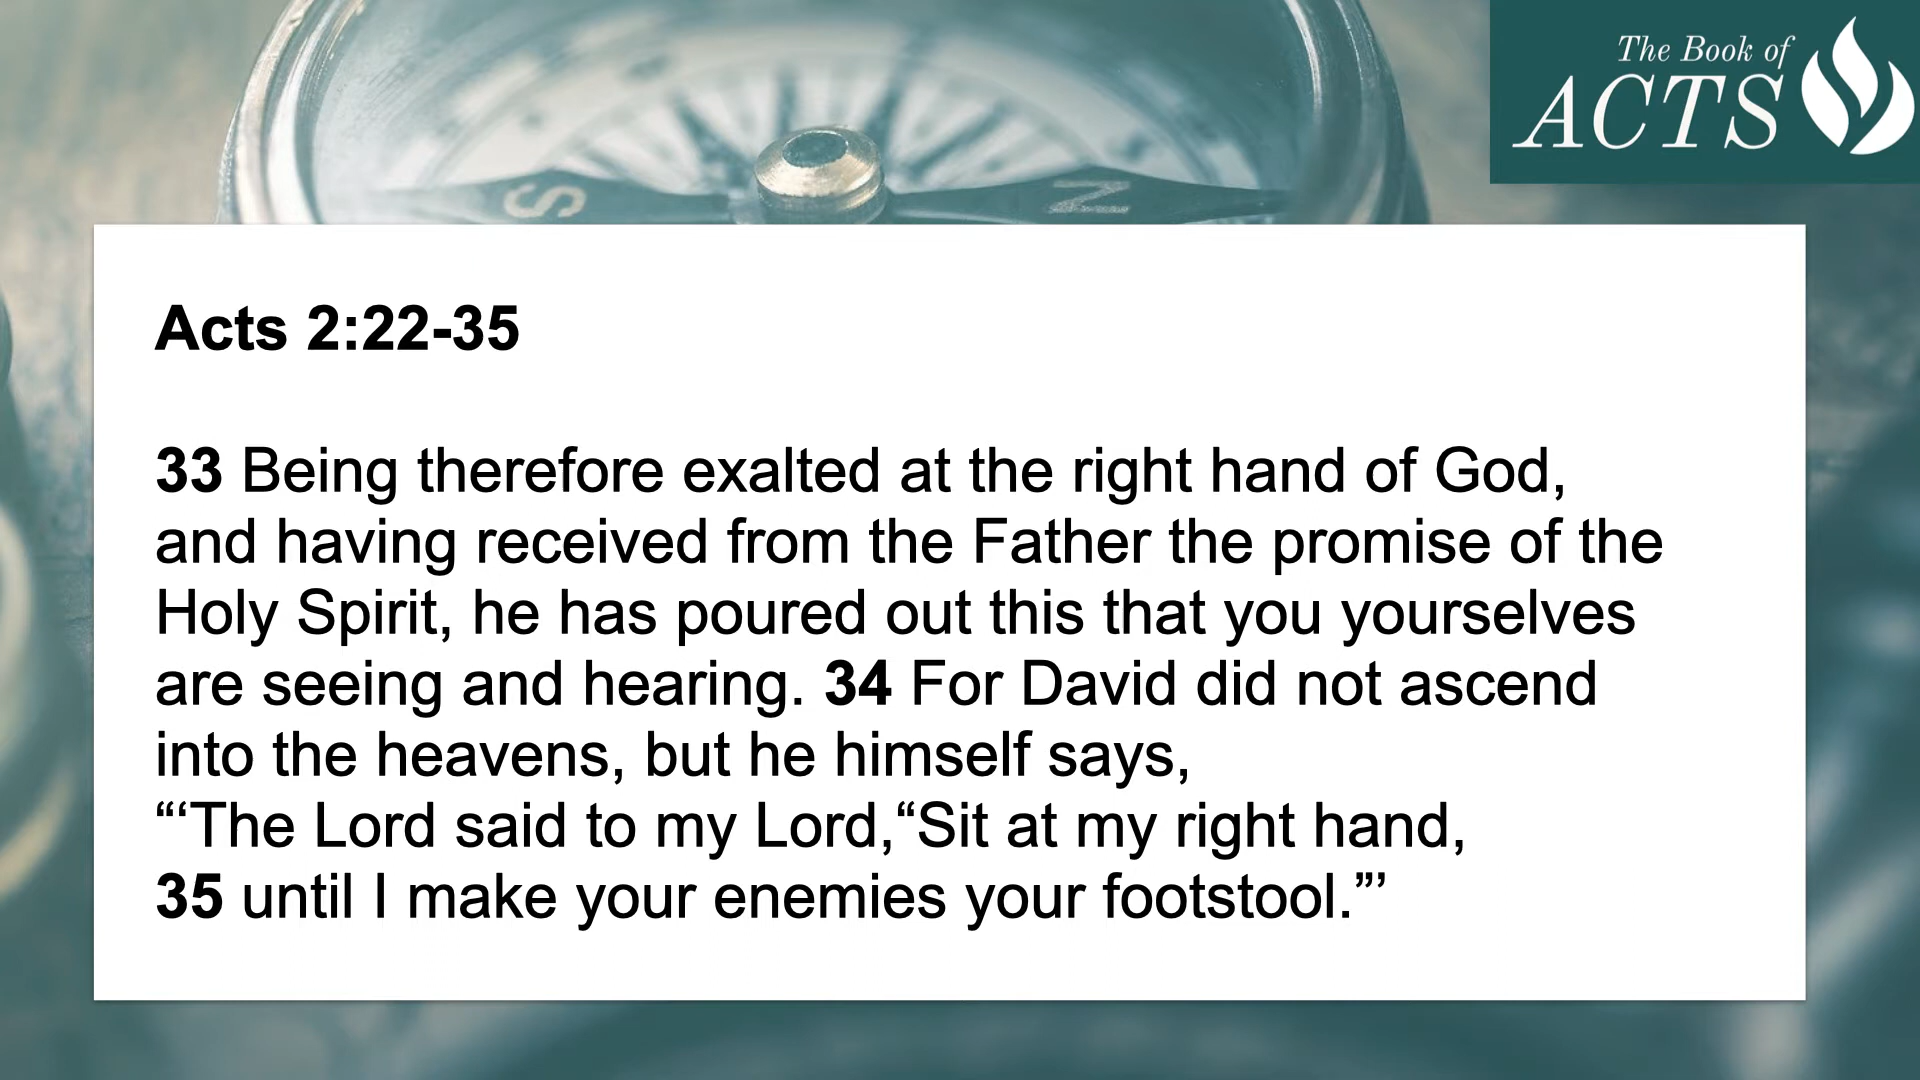 The Book of
ACTS
S
N
Acts 2:22-35
33 Being therefore exalted at the right hand of God,
and having received from the Father the promise of the
Holy Spirit, he has poured out this that you yourselves
are seeing and hearing. 34 For David did not ascend
into the heavens, but he himself says,
“‘The Lord said to my Lord,“Sit at my right hand,
35 until I make your enemies your footstool.”’